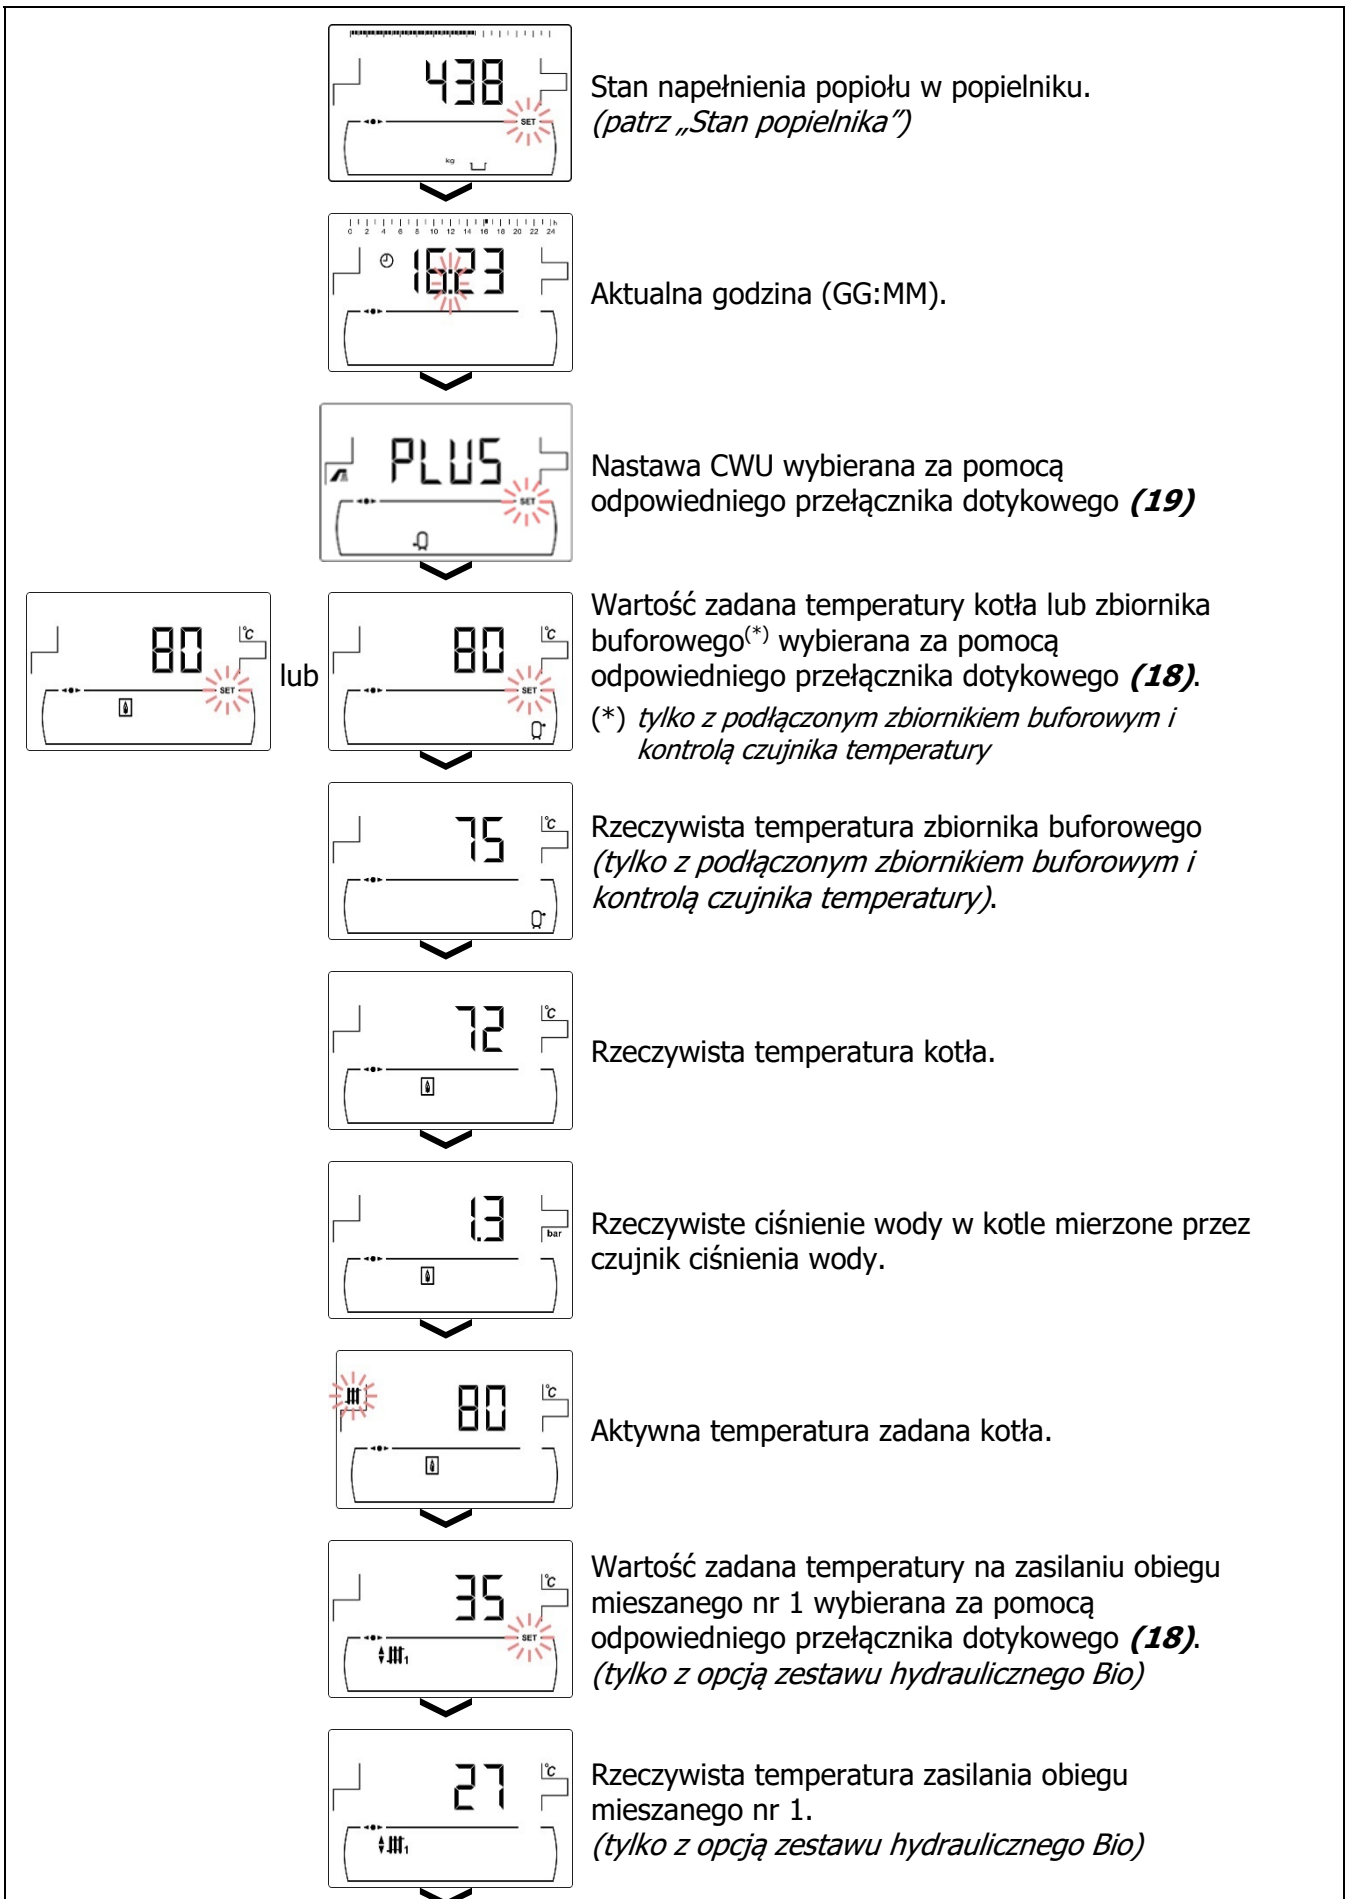 438
Stan napełnienia popiołu w popielniku.
SET
(patrz „Stan popielnika”)
kg
h
0 2 4 6 8 10 12 14 16 18 20 22 24
16:23
Aktualna godzina (GG:MM).
PLUS
Nastawa CWU wybierana za pomocą
SET
odpowiedniego przełącznika dotykowego (19)
80 °C
SET
lub
80 °C
SET
Wartość zadana temperatury kotła lub zbiornika
buforowego(*) wybierana za pomocą
odpowiedniego przełącznika dotykowego (18).
(*) tylko z podłączonym zbiornikiem buforowym i
kontrolą czujnika temperatury
75 °C
Rzeczywista temperatura zbiornika buforowego
(tylko z podłączonym zbiornikiem buforowym i
kontrolą czujnika temperatury).
72 °C
Rzeczywista temperatura kotła.
1.3 bar
Rzeczywiste ciśnienie wody w kotle mierzone przez
czujnik ciśnienia wody.
80 °C
Aktywna temperatura zadana kotła.
35 °C
SET
1
Wartość zadana temperatury na zasilaniu obiegu
mieszanego nr 1 wybierana za pomocą
odpowiedniego przełącznika dotykowego (18).
(tylko z opcją zestawu hydraulicznego Bio)
27 °C
1
Rzeczywista temperatura zasilania obiegu
mieszanego nr 1.
(tylko z opcją zestawu hydraulicznego Bio)